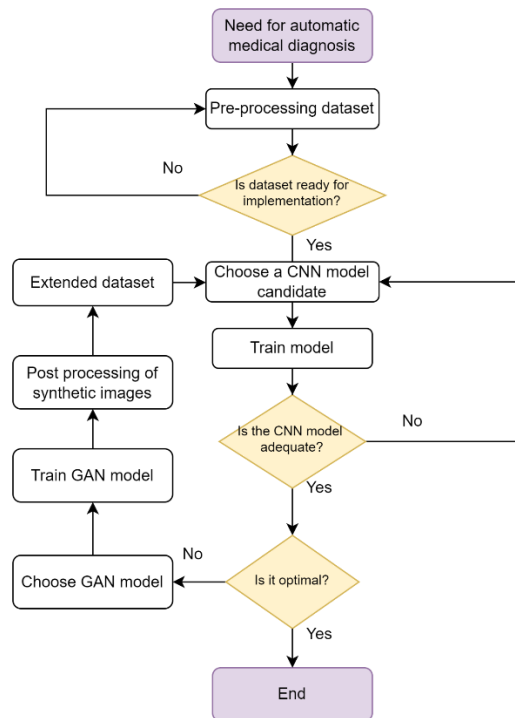 Need for automatic
medical diagnosis
Pre-processing dataset
No
Is dataset ready for
implementation?
Yes
Extended dataset
Choose a CNN model
candidate
Train model
Post processing of
synthetic images
No
Is the CNN model
adequate?
Train GAN model
Yes
No
Choose GAN model
Is it optimal?
Yes
End